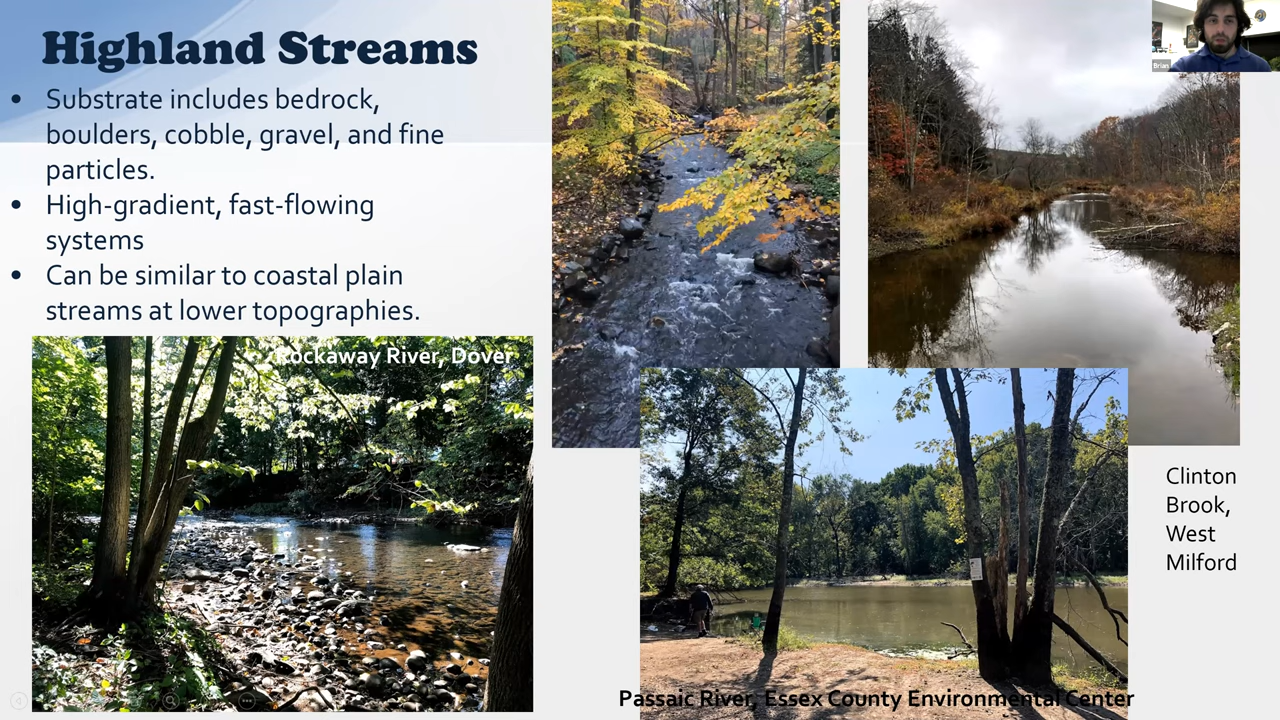 Highland Streams
• Substrate includes bedrock,
boulders, cobble, gravel, and fine
particles.
• High-gradient, fast-flowing
systems
• Can be similar to coastal plain
streams at lower topographies.
Rockaway River, Dover
Clinton
Brook,
West
Milford
Passaic River, Essex County Environmental Center
Brian